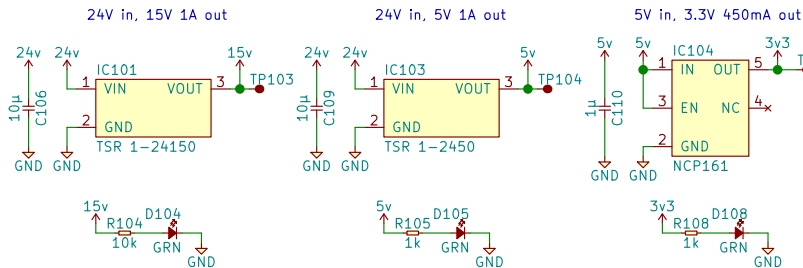 24V in, 15V 1A out
24V in, 5V 1A out
5V in, 3.3V 450mA out
24v
24v
IC101
15v
1
VIN
VOUT
3
TP103
10µ
C106
2
GND
GND
GND
TSR 1-24150
24v
24v
IC103
5v
1
VIN
VOUT
3
TP104
10µ
C109
2
GND
GND
GND
TSR 1-2450
5v
5v
IC104
3v3
1
IN
OUT
5
T
1µ
C110
3
EN
NC
4
2
GND
GND
GND
NCP161
15v
R104
10k
D104
GRN
GND
5v
R105
1k
D105
GRN
GND
3v3
R108
1k
D108
GRN
GND